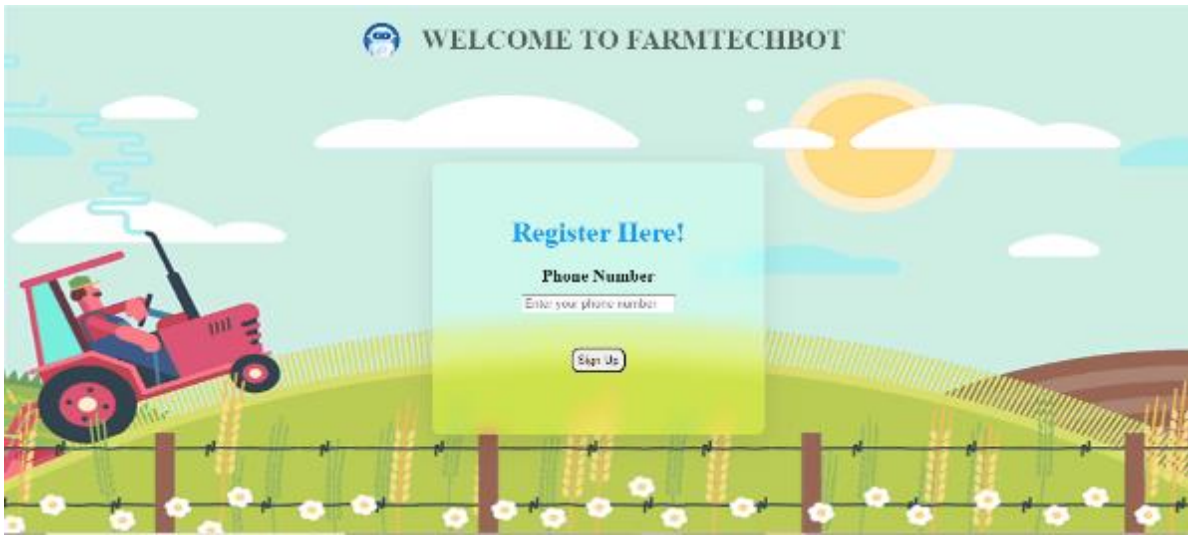 WELCOME TO FARMTECHBOT
Register Here!
Phone Number
Enter your phone number
Sign Up